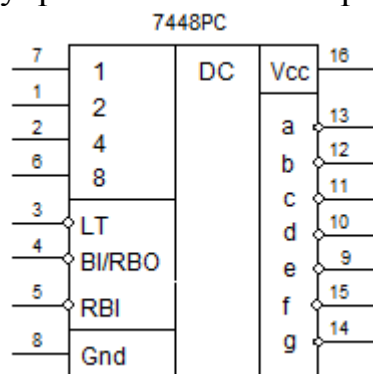 7448PC
7 1 DC Vcc 16
1 2 a 13
2 4 b 12
6 8 c 11
3 LT d 10
4 BI/RBO e 9
5 RBI f 15
8 Gnd g 14